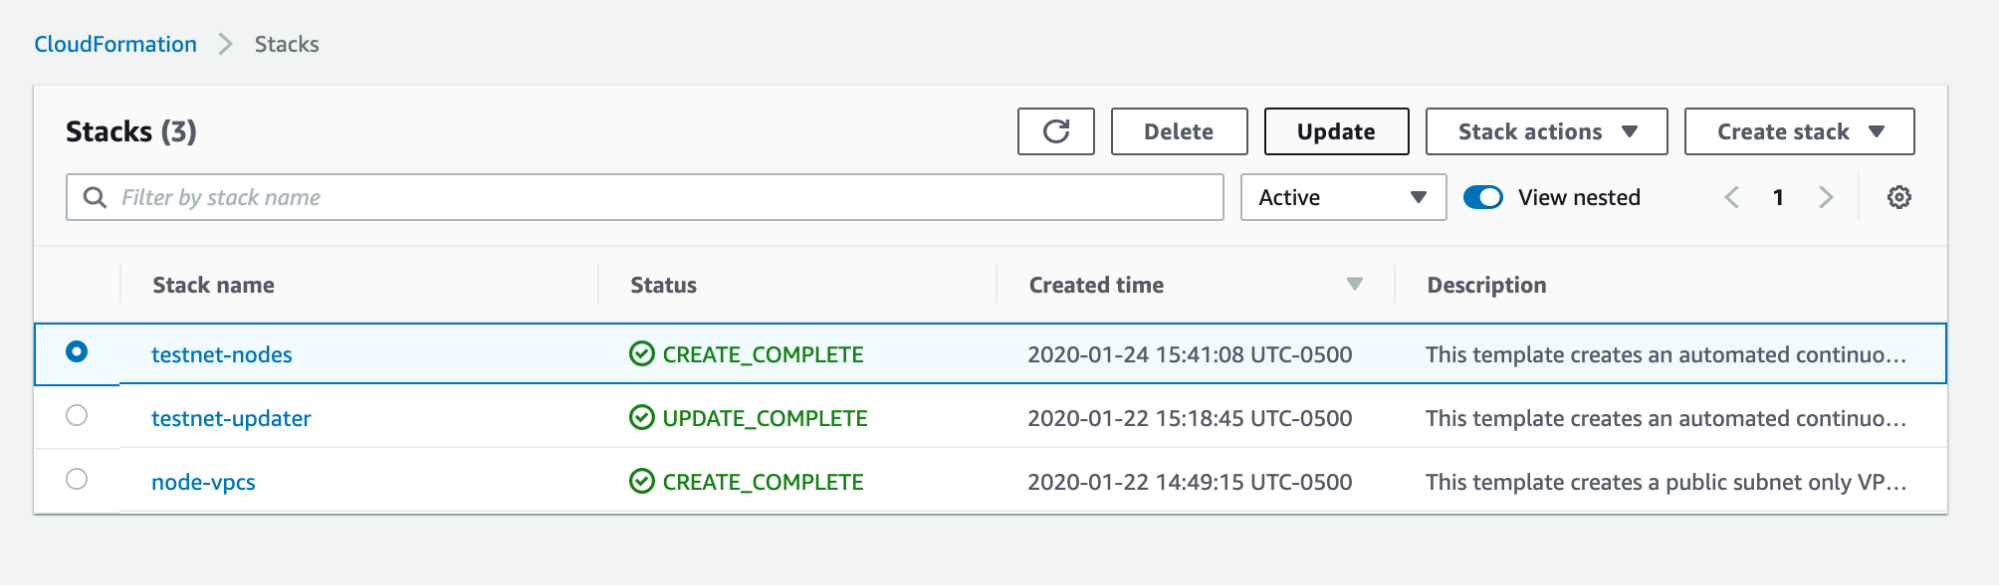 CloudFormation > Stacks
Stacks (3) Delete Update Stack actions Create stack
Filter by stack name Active View nested 1
Stack name Status Created time Description
testnet-nodes CREATE_COMPLETE 2020-01-24 15:41:08 UTC-0500 This template creates an automated continuo...
testnet-updater UPDATE_COMPLETE 2020-01-22 15:18:45 UTC-0500 This template creates an automated continuo...
node-vpcs CREATE_COMPLETE 2020-01-22 14:49:15 UTC-0500 This template creates a public subnet only VP...